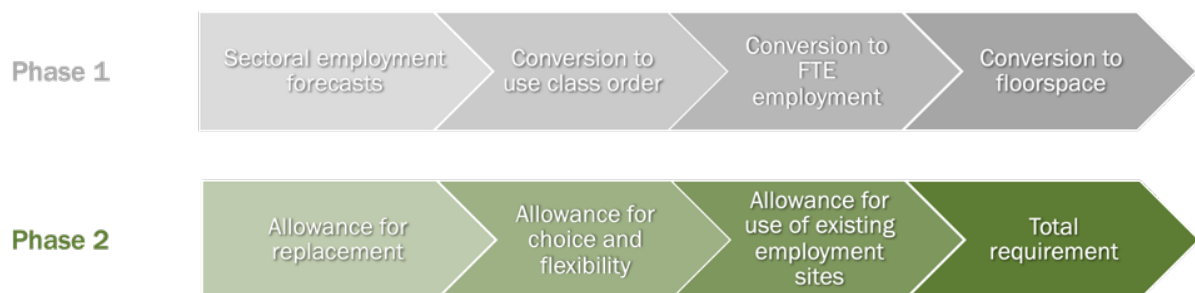 Phase 1
Sectoral employment
forecasts
Conversion to
use class order
Conversion to
FTE
employment
Conversion to
floorspace
Phase 2
Allowance for
replacement
Allowance for
choice and
flexibility
Allowance for
use of existing
employment
sites
Total
requirement